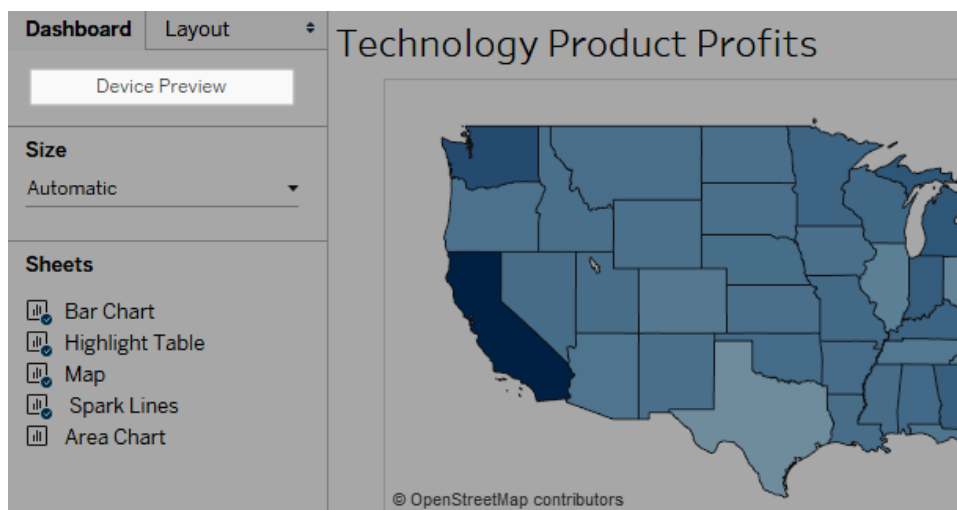 Dashboard Layout
Technology Product Profits
Device Preview
Size
Automatic
Sheets
Bar Chart
Highlight Table
Map
Spark Lines
Area Chart
© OpenStreetMap contributors